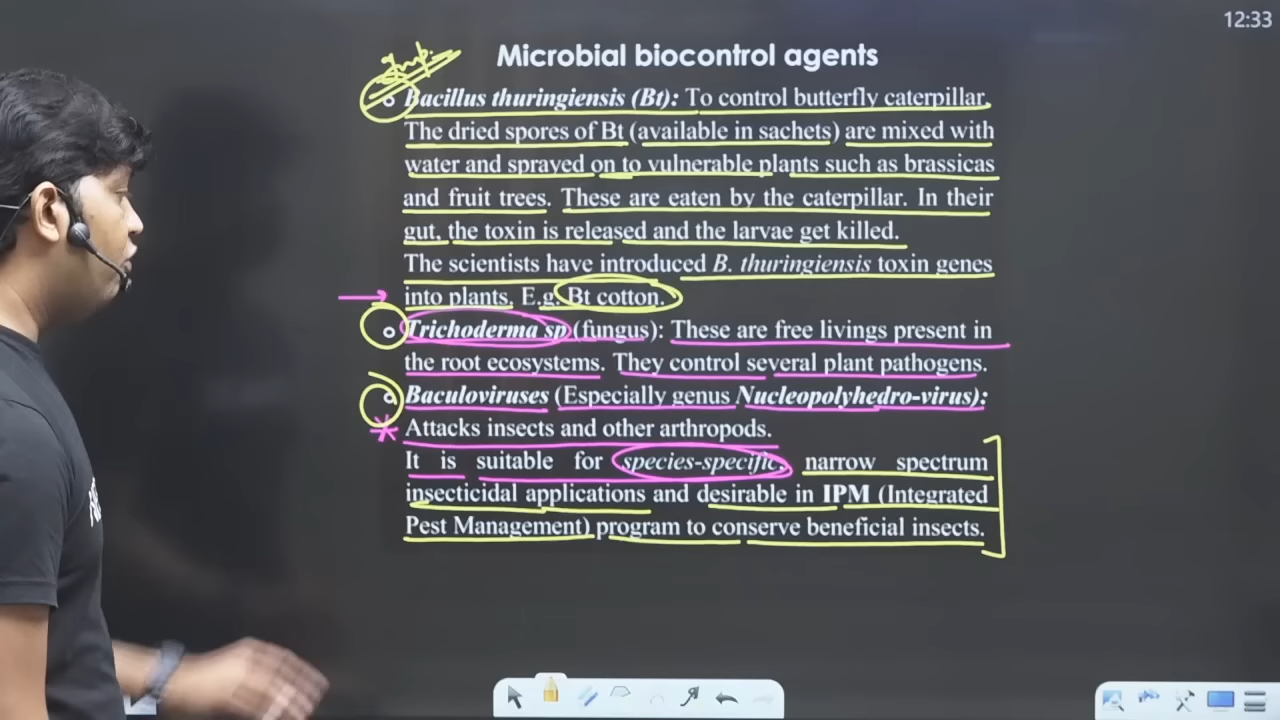 12:33
Imp.
Microbial biocontrol agents
Bacillus thuringiensis (Bt): To control butterfly caterpillar.
The dried spores of Bt (available in sachets) are mixed with
water and sprayed on to vulnerable plants such as brassicas
and fruit trees. These are eaten by the caterpillar. In their
gut, the toxin is released and the larvae get killed.
The scientists have introduced B. thuringiensis toxin genes
into plants. E.g. Bt cotton.
Trichoderma sp (fungus): These are free livings present in
the root ecosystems. They control several plant pathogens.
Baculoviruses (Especially genus Nucleopolyhedro-virus):
Attacks insects and other arthropods.
It is suitable for species-specific, narrow spectrum
insecticidal applications and desirable in IPM (Integrated
Pest Management) program to conserve beneficial insects.